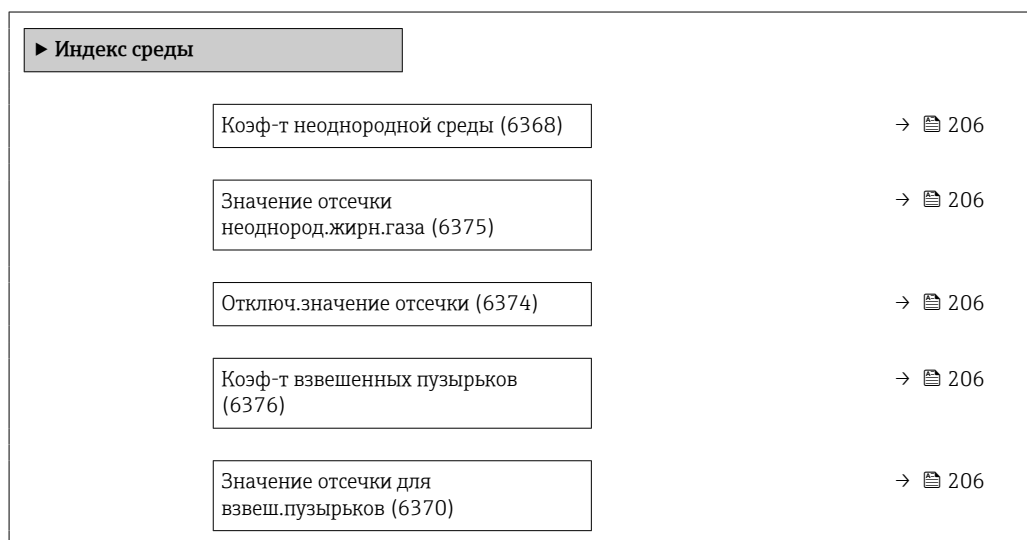 ▶ Индекс среды
Коэф-т неоднородной среды (6368) → 206
Значение отсечки → 206
неоднород.жирн.газа (6375)
Отключ.значение отсечки (6374) → 206
Коэф-т взвешенных пузырьков → 206
(6376)
Значение отсечки для → 206
взвеш.пузырьков (6370)